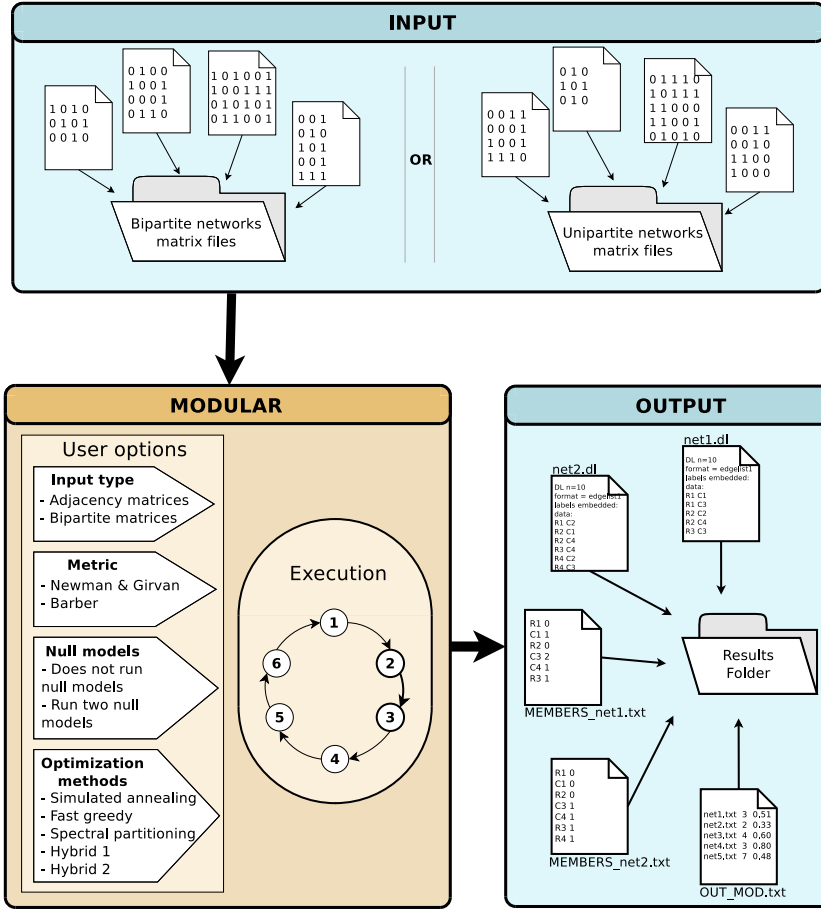 INPUT
1 0 1 0
0 1 0 1
0 0 1 0
0 1 0 0
1 0 0 1
0 0 0 1
0 1 1 0
1 0 1 0 0 1
1 0 0 1 1 1
0 1 0 1 0 1
0 1 1 0 0 1
0 0 1
0 1 0
1 0 1
0 0 1
1 1 1
Bipartite networks
matrix files
OR
0 0 1 1
0 0 0 1
1 0 0 1
1 1 1 0
0 1 0
1 0 1
0 1 0
0 1 1 1 0
1 0 1 1 1
1 1 0 0 0
1 1 0 0 1
0 1 0 1 0
0 0 1 1
0 0 1 0
1 1 0 0
1 0 0 0
Unipartite networks
matrix files
MODULAR
User options
Input type
- Adjacency matrices
- Bipartite matrices
Metric
- Newman & Girvan
- Barber
Null models
- Does not run
null models
- Run two null
models
Optimization
methods
- Simulated annealing
- Fast greedy
- Spectral partitioning
- Hybrid 1
- Hybrid 2
Execution
1
2
3
4
5
6
OUTPUT
net2.dl
DL n=10
format = edgelist1
labels embedded:
data:
R1 C2
R2 C1
R2 C4
R3 C4
R4 C2
R4 C3
net1.dl
DL n=10
format = edgelist1
labels embedded:
data:
R1 C1
R1 C3
R2 C2
R2 C4
R3 C3
R1 0
C1 1
R2 0
C3 2
C4 1
R3 1
MEMBERS_net1.txt
Results
Folder
R1 0
C1 0
R2 0
C3 1
C4 1
R3 1
R4 1
MEMBERS_net2.txt
net1.txt 3 0,51
net2.txt 2 0.33
net3,txt 4 0,60
net4.txt 3 0.80
net5,txt 7 0,48
OUT_MOD.txt